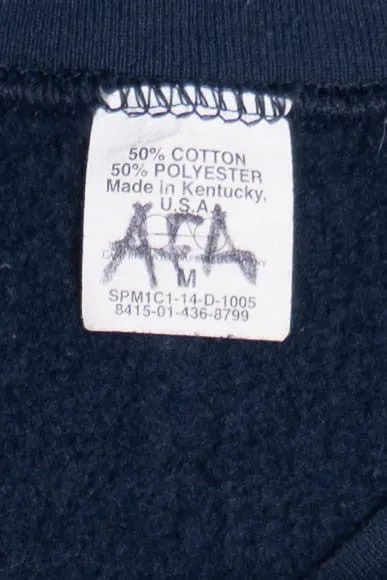 50% COTTON
50% POLYESTER
Made in Kentucky,
U.S.A.
AFA
M
SPM1C1-14-D-1005
8415-01-436-8799